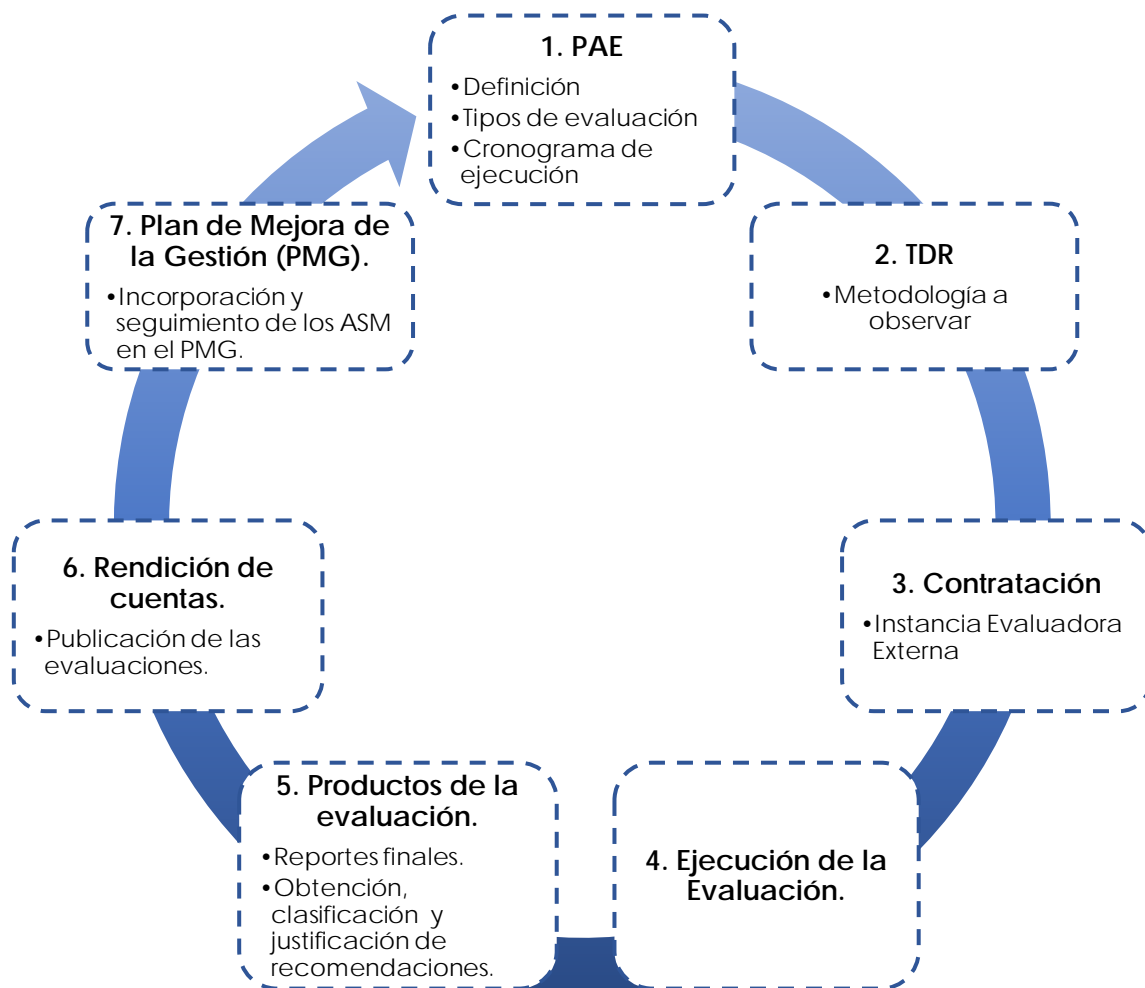 1. PAE
•Definición
•Tipos de evaluación
•Cronograma de
ejecución
2. TDR
•Metodología a
observar
3. Contratación
•Instancia Evaluadora
Externa
4. Ejecución de la
Evaluación.
5. Productos de la
evaluación.
•Reportes finales.
•Obtención,
clasificación y
justificación de
recomendaciones.
6. Rendición de
cuentas.
•Publicación de las
evaluaciones.
7. Plan de Mejora de
la Gestión (PMG).
•Incorporación y
seguimiento de los ASM
en el PMG.